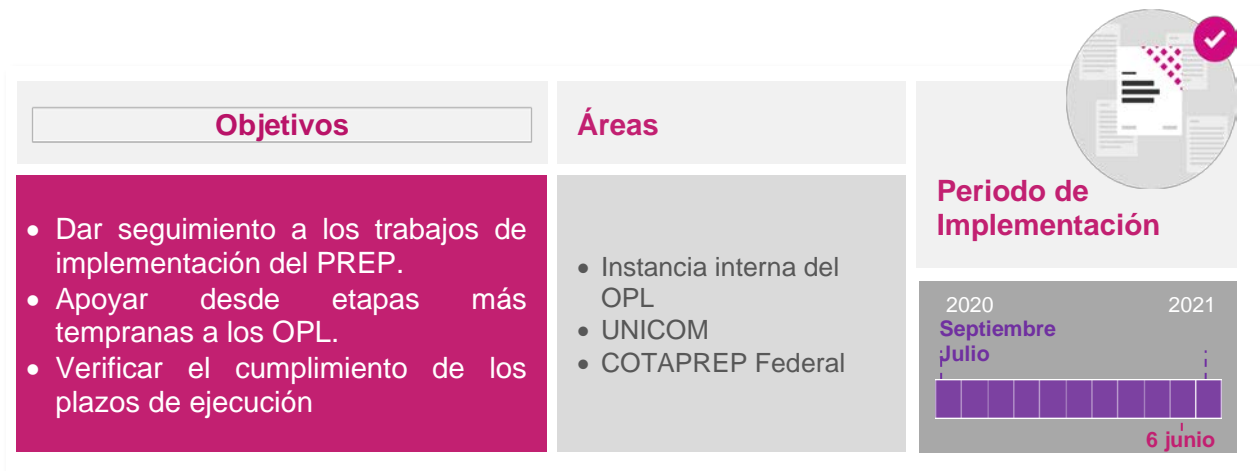 Objetivos
• Dar seguimiento a los trabajos de
implementación del PREP.
• Apoyar desde etapas más
tempranas a los OPL.
• Verificar el cumplimiento de los
plazos de ejecución
Áreas
• Instancia interna del
OPL
• UNICOM
• COTAPREP Federal
Periodo de
Implementación
2020 2021
Septiembre
Julio
6 junio